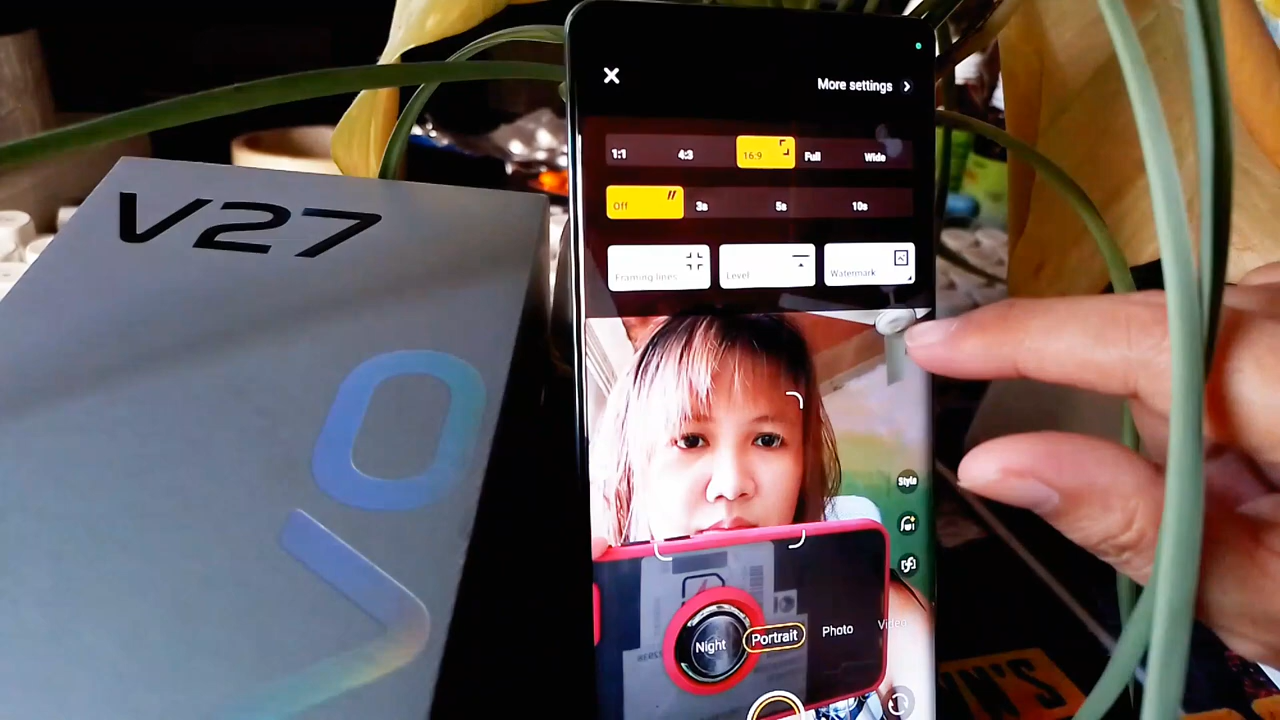 V27
vivo
More settings
1:1 4:3 16:9 Full Wide
Off 3s 5s 10s
Framing lines Level Watermark
Style
Night Portrait Photo Video